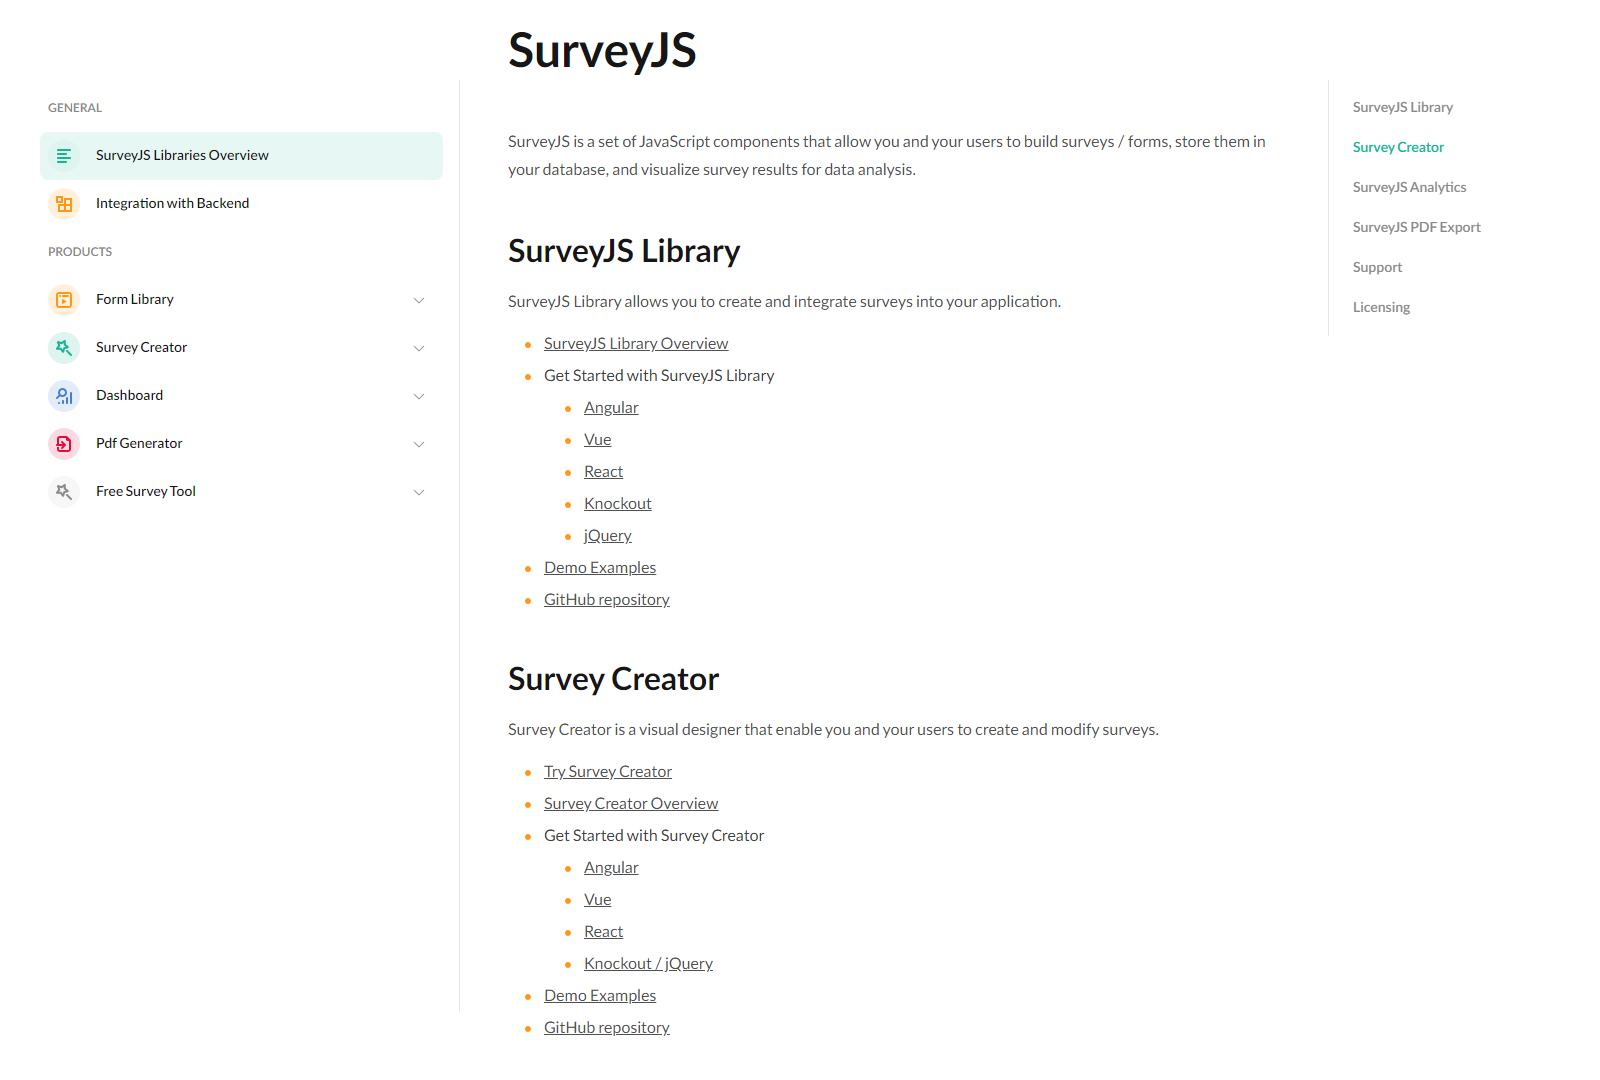 SurveyJS
GENERAL
SurveyJS Libraries Overview
Integration with Backend
PRODUCTS
Form Library
Survey Creator
Dashboard
Pdf Generator
Free Survey Tool
SurveyJS is a set of JavaScript components that allow you and your users to build surveys / forms, store them in
your database, and visualize survey results for data analysis.
SurveyJS Library
SurveyJS Library allows you to create and integrate surveys into your application.
SurveyJS Library Overview
Get Started with SurveyJS Library
Angular
Vue
React
Knockout
jQuery
Demo Examples
GitHub repository
Survey Creator
Survey Creator is a visual designer that enable you and your users to create and modify surveys.
Try Survey Creator
Survey Creator Overview
Get Started with Survey Creator
Angular
Vue
React
Knockout / jQuery
Demo Examples
GitHub repository
SurveyJS Library
Survey Creator
SurveyJS Analytics
SurveyJS PDF Export
Support
Licensing